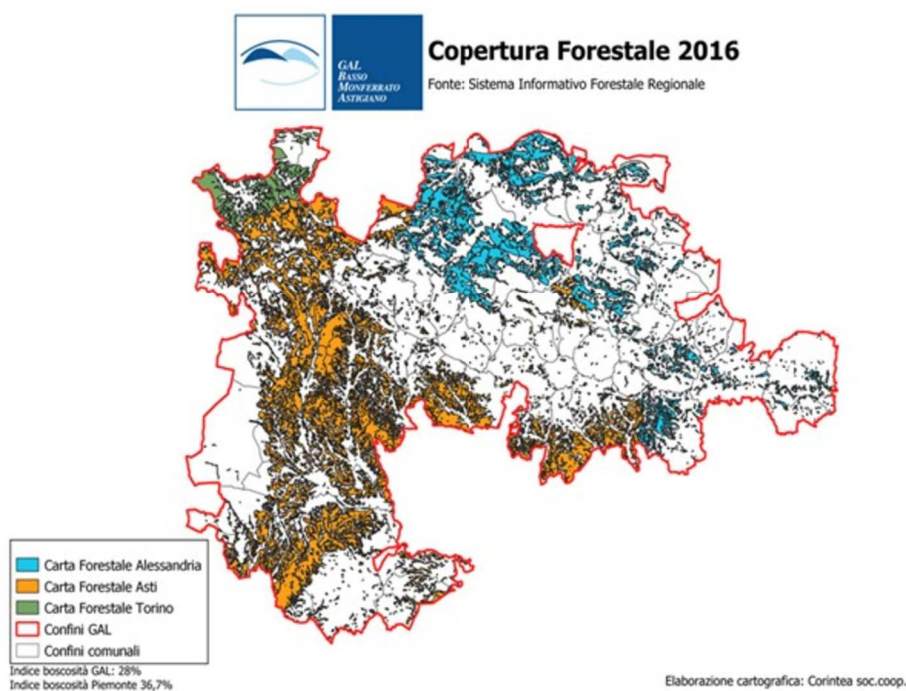 GAL
BASSO
MONFERRATO
ASTIGIANO
Copertura Forestale 2016
Fonte: Sistema Informativo Forestale Regionale
Carta Forestale Alessandria
Carta Forestale Asti
Carta Forestale Torino
Confini GAL
Confini comunali
Indice boscosità GAL: 28%
Indice boscosità Piemonte 36,7%
Elaborazione cartografica: Corintea soc.coop.